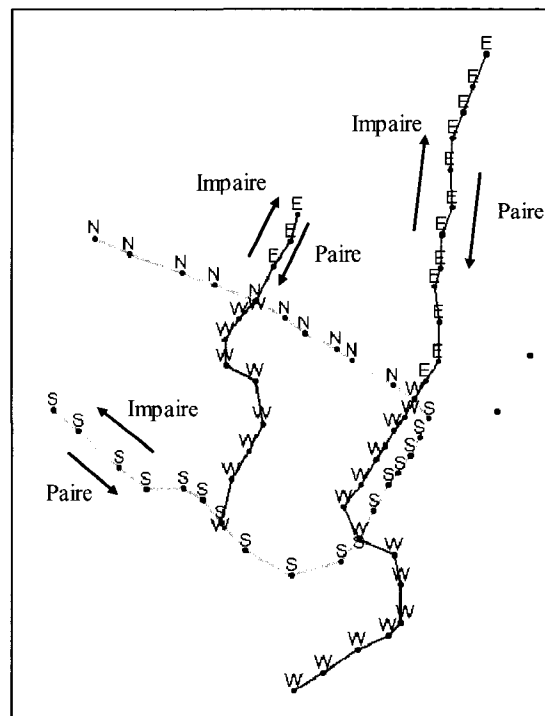 E
E
E
Impaire E
E
Impaire
E E Paire
N E E
N E Paire E
N N E E
W W N E
W N N E
W W N N E
W N E
S W W S
S Impaire W W S
W W S
S W W S
Paire S S S W W S
S W S
W W S W
S S W
S W
W W
W
W
W